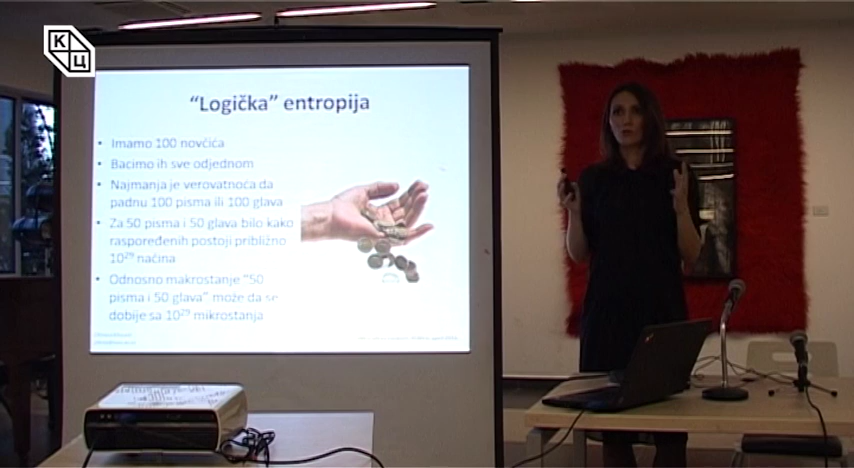 К
Ц
"Logička" entropija
• Imamo 100 novčića
• Bacimo ih sve odjednom
• Najmanja je verovatnoća da
padnu 100 pisma ili 100 glava
• Za 50 pisma i 50 glava bilo kako
raspoređenih postoji približno
10²⁹ načina
• Odnosno makrostanje "50
pisma i 50 glava" može da se
dobije sa 10²⁹ mikrostanja